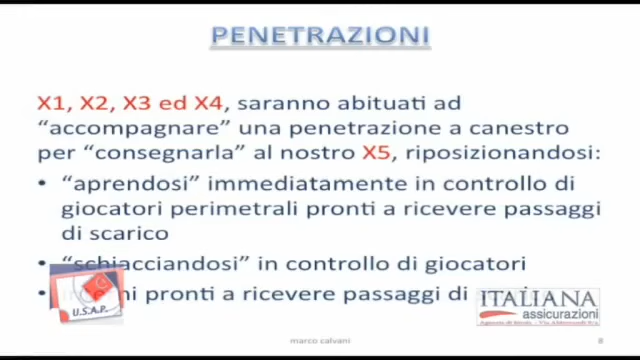 PENETRAZIONI
X1, X2, X3 ed X4, saranno abituati ad
“accompagnare” una penetrazione a canestro
per “consegnarla” al nostro X5, riposizionandosi:
• “aprendosi” immediatamente in controllo di
giocatori perimetrali pronti a ricevere passaggi
di scarico
• “schiacciandosi” in controllo di giocatori
• pronti a ricevere passaggi di
U.S.A.P.
ITALIANA
assicurazioni
marco calvani
8